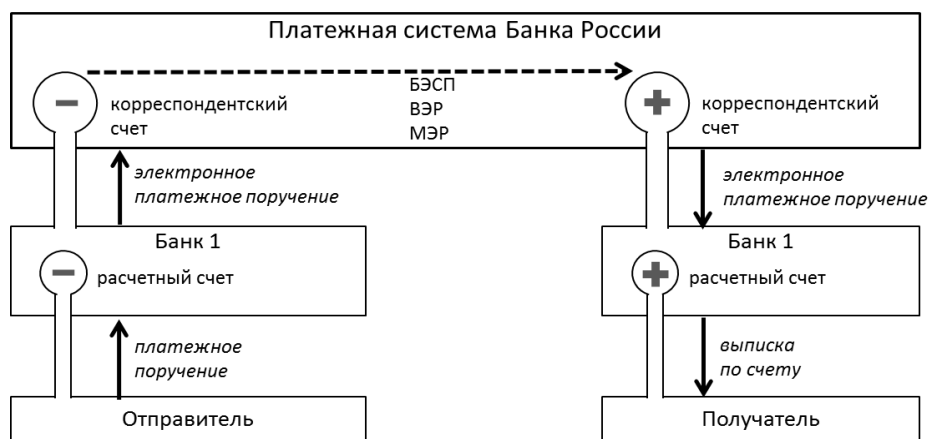 Платежная система Банка России
БЭСП
ВЭР
МЭР
корреспондентский
счет
корреспондентский
счет
электронное
платежное поручение
электронное
платежное поручение
Банк 1
расчетный счет
Банк 1
расчетный счет
платежное
поручение
выписка
по счету
Отправитель
Получатель